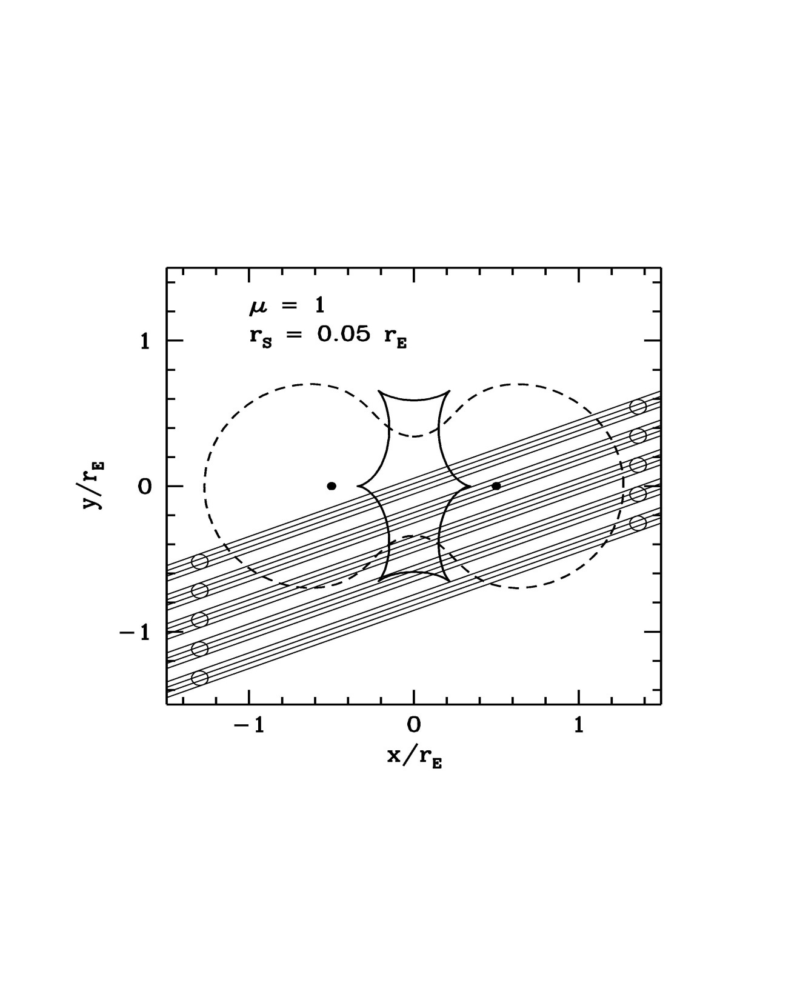 μ = 1
r_S = 0.05 r_E
1
0
−1
y/r_E
−1 0 1
x/r_E